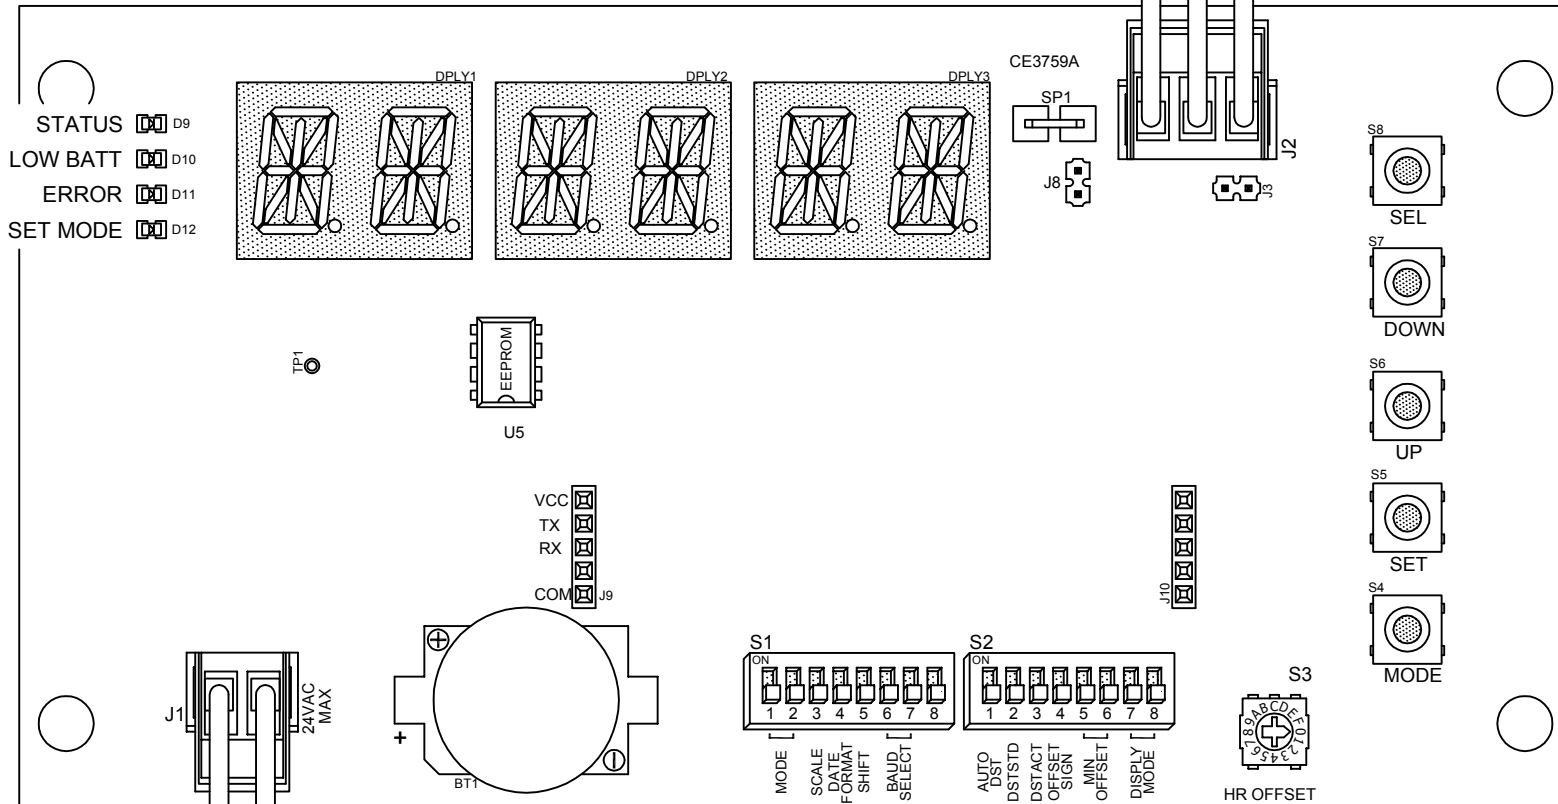 DPLY1
DPLY2
DPLY3
CE3759A
SP1
J8
J2
J3
STATUS D9
LOW BATT D10
ERROR D11
SET MODE D12
S8
SEL
S7
DOWN
S6
UP
S5
SET
S4
MODE
TP1
EEPROM
U5
VCC
TX
RX
COM
J9
J10
J1
24VAC
MAX
+
BT1
S1
ON
1 2 3 4 5 6 7 8
MODE
SCALE
DATE
FORMAT
SHIFT
BAUD
SELECT
S2
ON
1 2 3 4 5 6 7 8
AUTO
DST
DSTSTD
DSTACT
OFFSET
SIGN
MIN
OFFSET
DISPLY
MODE
S3
0123456789ABCDEF
HR OFFSET